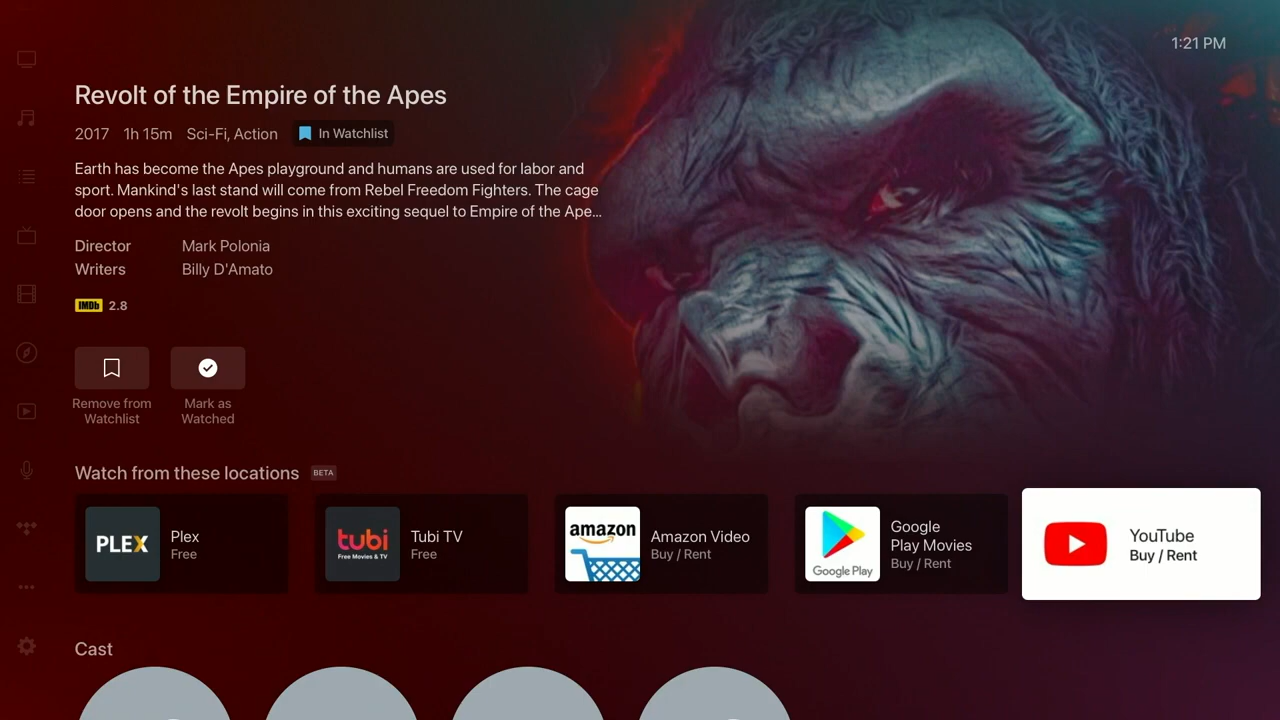 1:21 PM
Revolt of the Empire of the Apes
2017 1h 15m Sci-Fi, Action In Watchlist
Earth has become the Apes playground and humans are used for labor and
sport. Mankind's last stand will come from Rebel Freedom Fighters. The cage
door opens and the revolt begins in this exciting sequel to Empire of the Ape...
Director Mark Polonia
Writers Billy D'Amato
IMDb 2.8
Remove from
Watchlist
Mark as
Watched
Watch from these locations BETA
PLEX
Plex
Free
tubi
Free Movies & TV
Tubi TV
Free
amazon
Amazon Video
Buy / Rent
Google Play
Google
Play Movies
Buy / Rent
YouTube
Buy / Rent
Cast